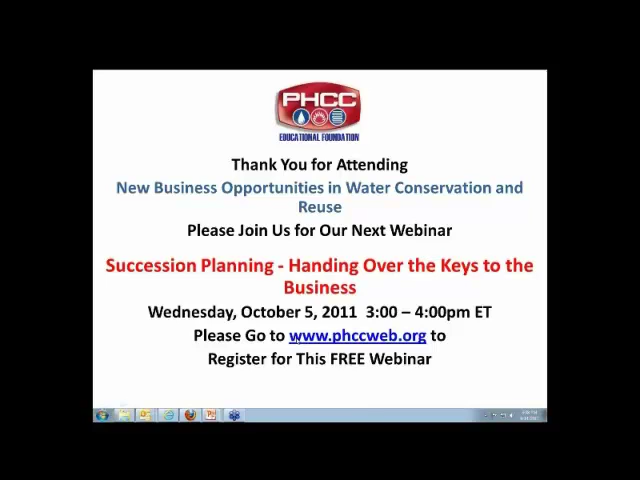 PHCC
EDUCATIONAL FOUNDATION
Thank You for Attending
New Business Opportunities in Water Conservation and
Reuse
Please Join Us for Our Next Webinar
Succession Planning - Handing Over the Keys to the
Business
Wednesday, October 5, 2011 3:00 – 4:00pm ET
Please Go to www.phccweb.org to
Register for This FREE Webinar